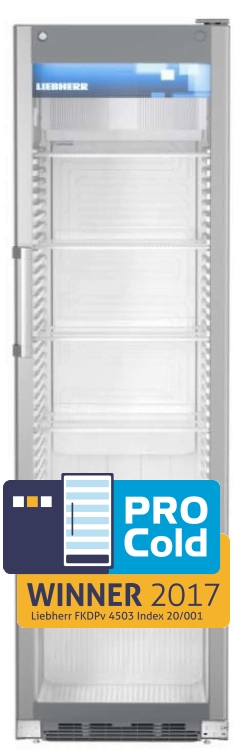 LIEBHERR
PRO
Cold
WINNER 2017
Liebherr FKDPv 4503 Index 20/001